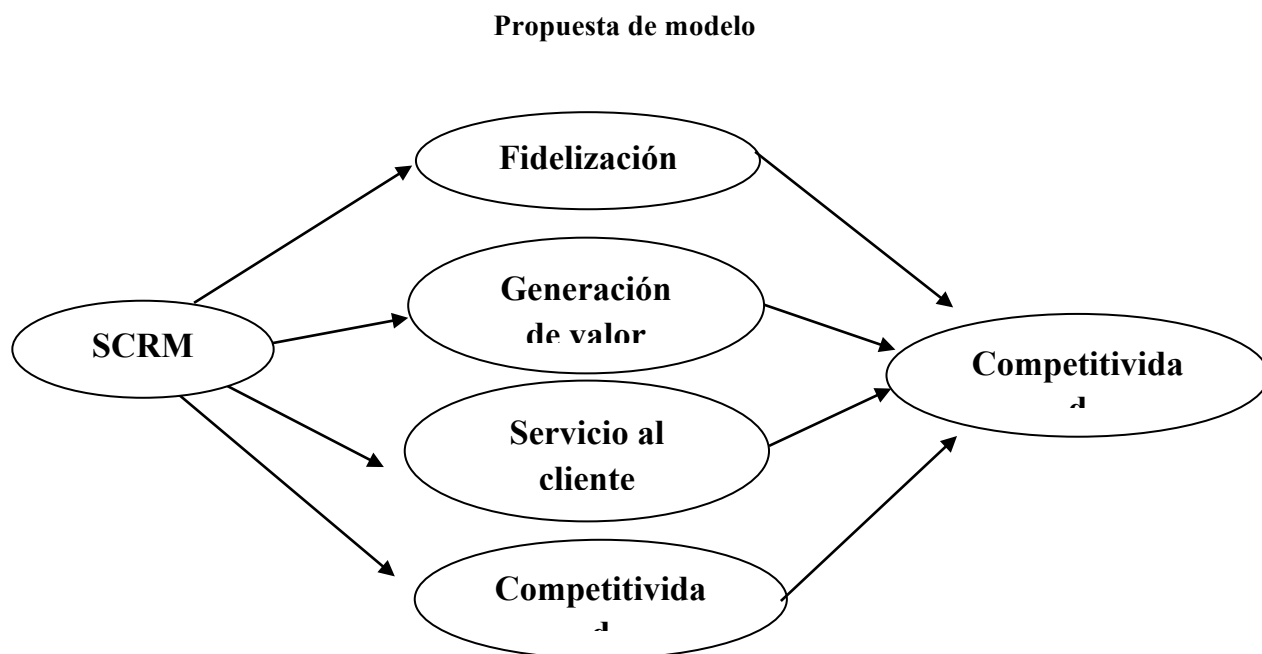 Propuesta de modelo
Fidelización
Generación
de valor
SCRM
Competitivida
d
Servicio al
cliente
Competitivida
d